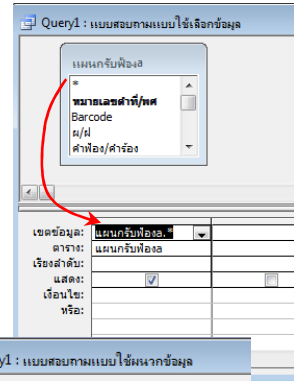 Query1 : แบบสอบถามแบบใช้เลือกข้อมูล
แผนกรับฟ้องa
*
หมายเลขดำที่/พศ
Barcode
ผ/ฝ
คำฟ้อง/คำร้อง
เขตข้อมูล: แผนกรับฟ้องa.*
ตาราง: แผนกรับฟ้องa
เรียงลำดับ:
แสดง:
เงื่อนไข:
หรือ:
y1 : แบบสอบถามแบบใช้ผนวกข้อมูล